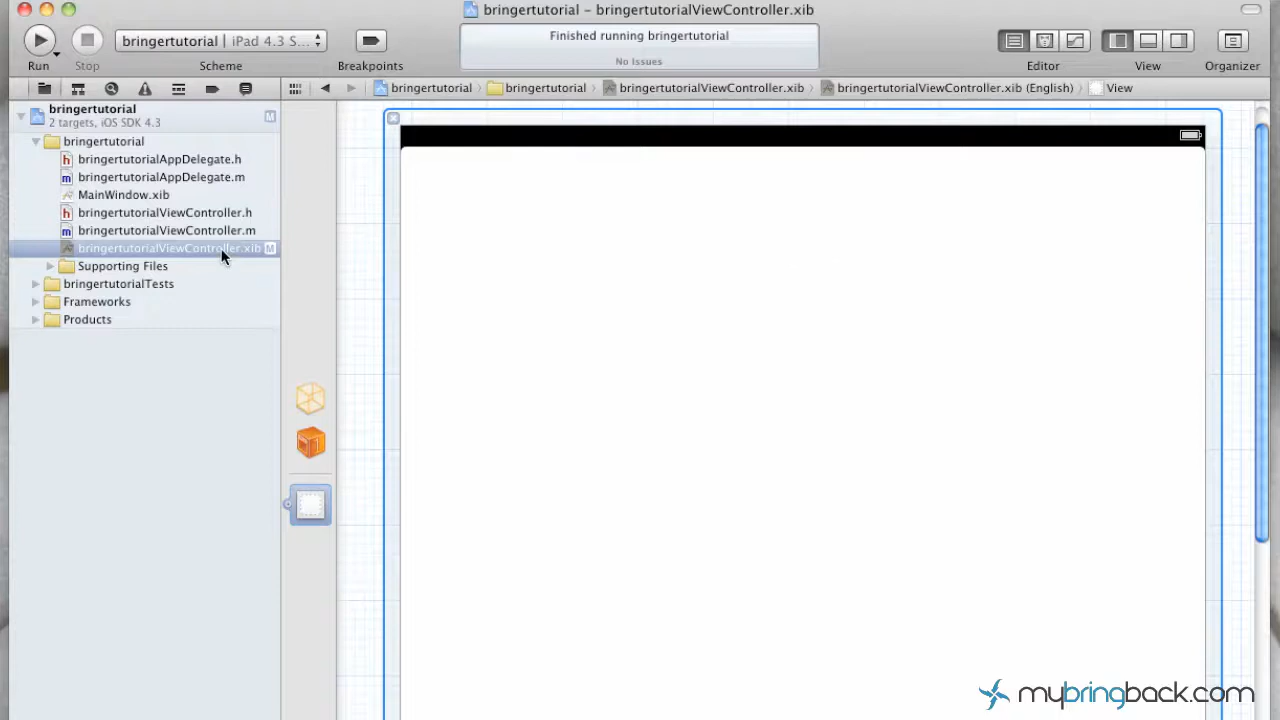 bringertutorial – bringertutorialViewController.xib
bringertutorial | iPad 4.3 S...
Finished running bringertutorial
No Issues
Run
Stop
Scheme
Breakpoints
Editor
View
Organizer
bringertutorial
bringertutorial
bringertutorialViewController.xib
bringertutorialViewController.xib (English)
View
bringertutorial
M
2 targets, iOS SDK 4.3
bringertutorial
bringertutorialAppDelegate.h
bringertutorialAppDelegate.m
MainWindow.xib
bringertutorialViewController.h
bringertutorialViewController.m
bringertutorialViewController.xib M
Supporting Files
bringertutorialTests
Frameworks
Products
mybringback.com